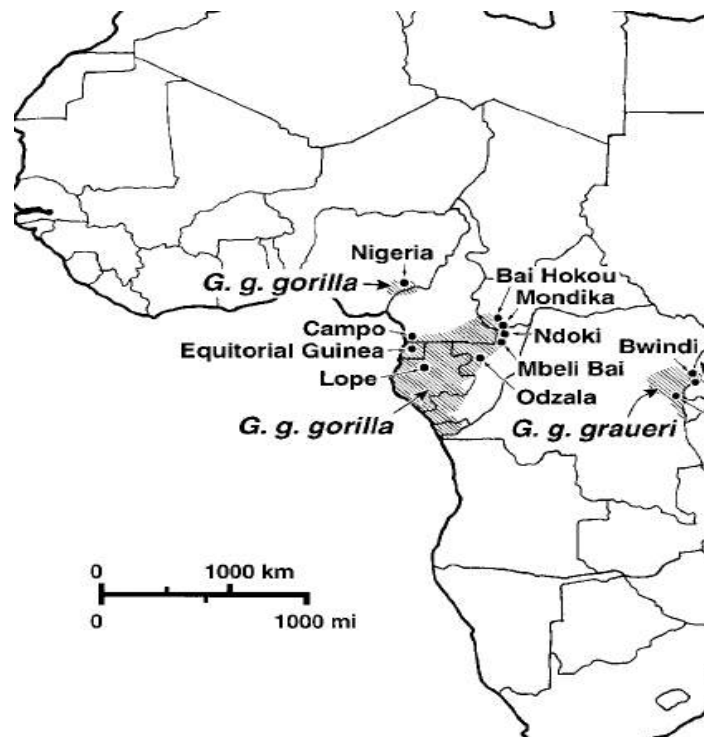 Nigeria
G. g. gorilla
Bai Hokou
Mondika
Campo
Ndoki
Equitorial Guinea
Bwindi
Mbeli Bai
Lope
Odzala
G. g. gorilla
G. g. graueri
0 1000 km
0 1000 mi